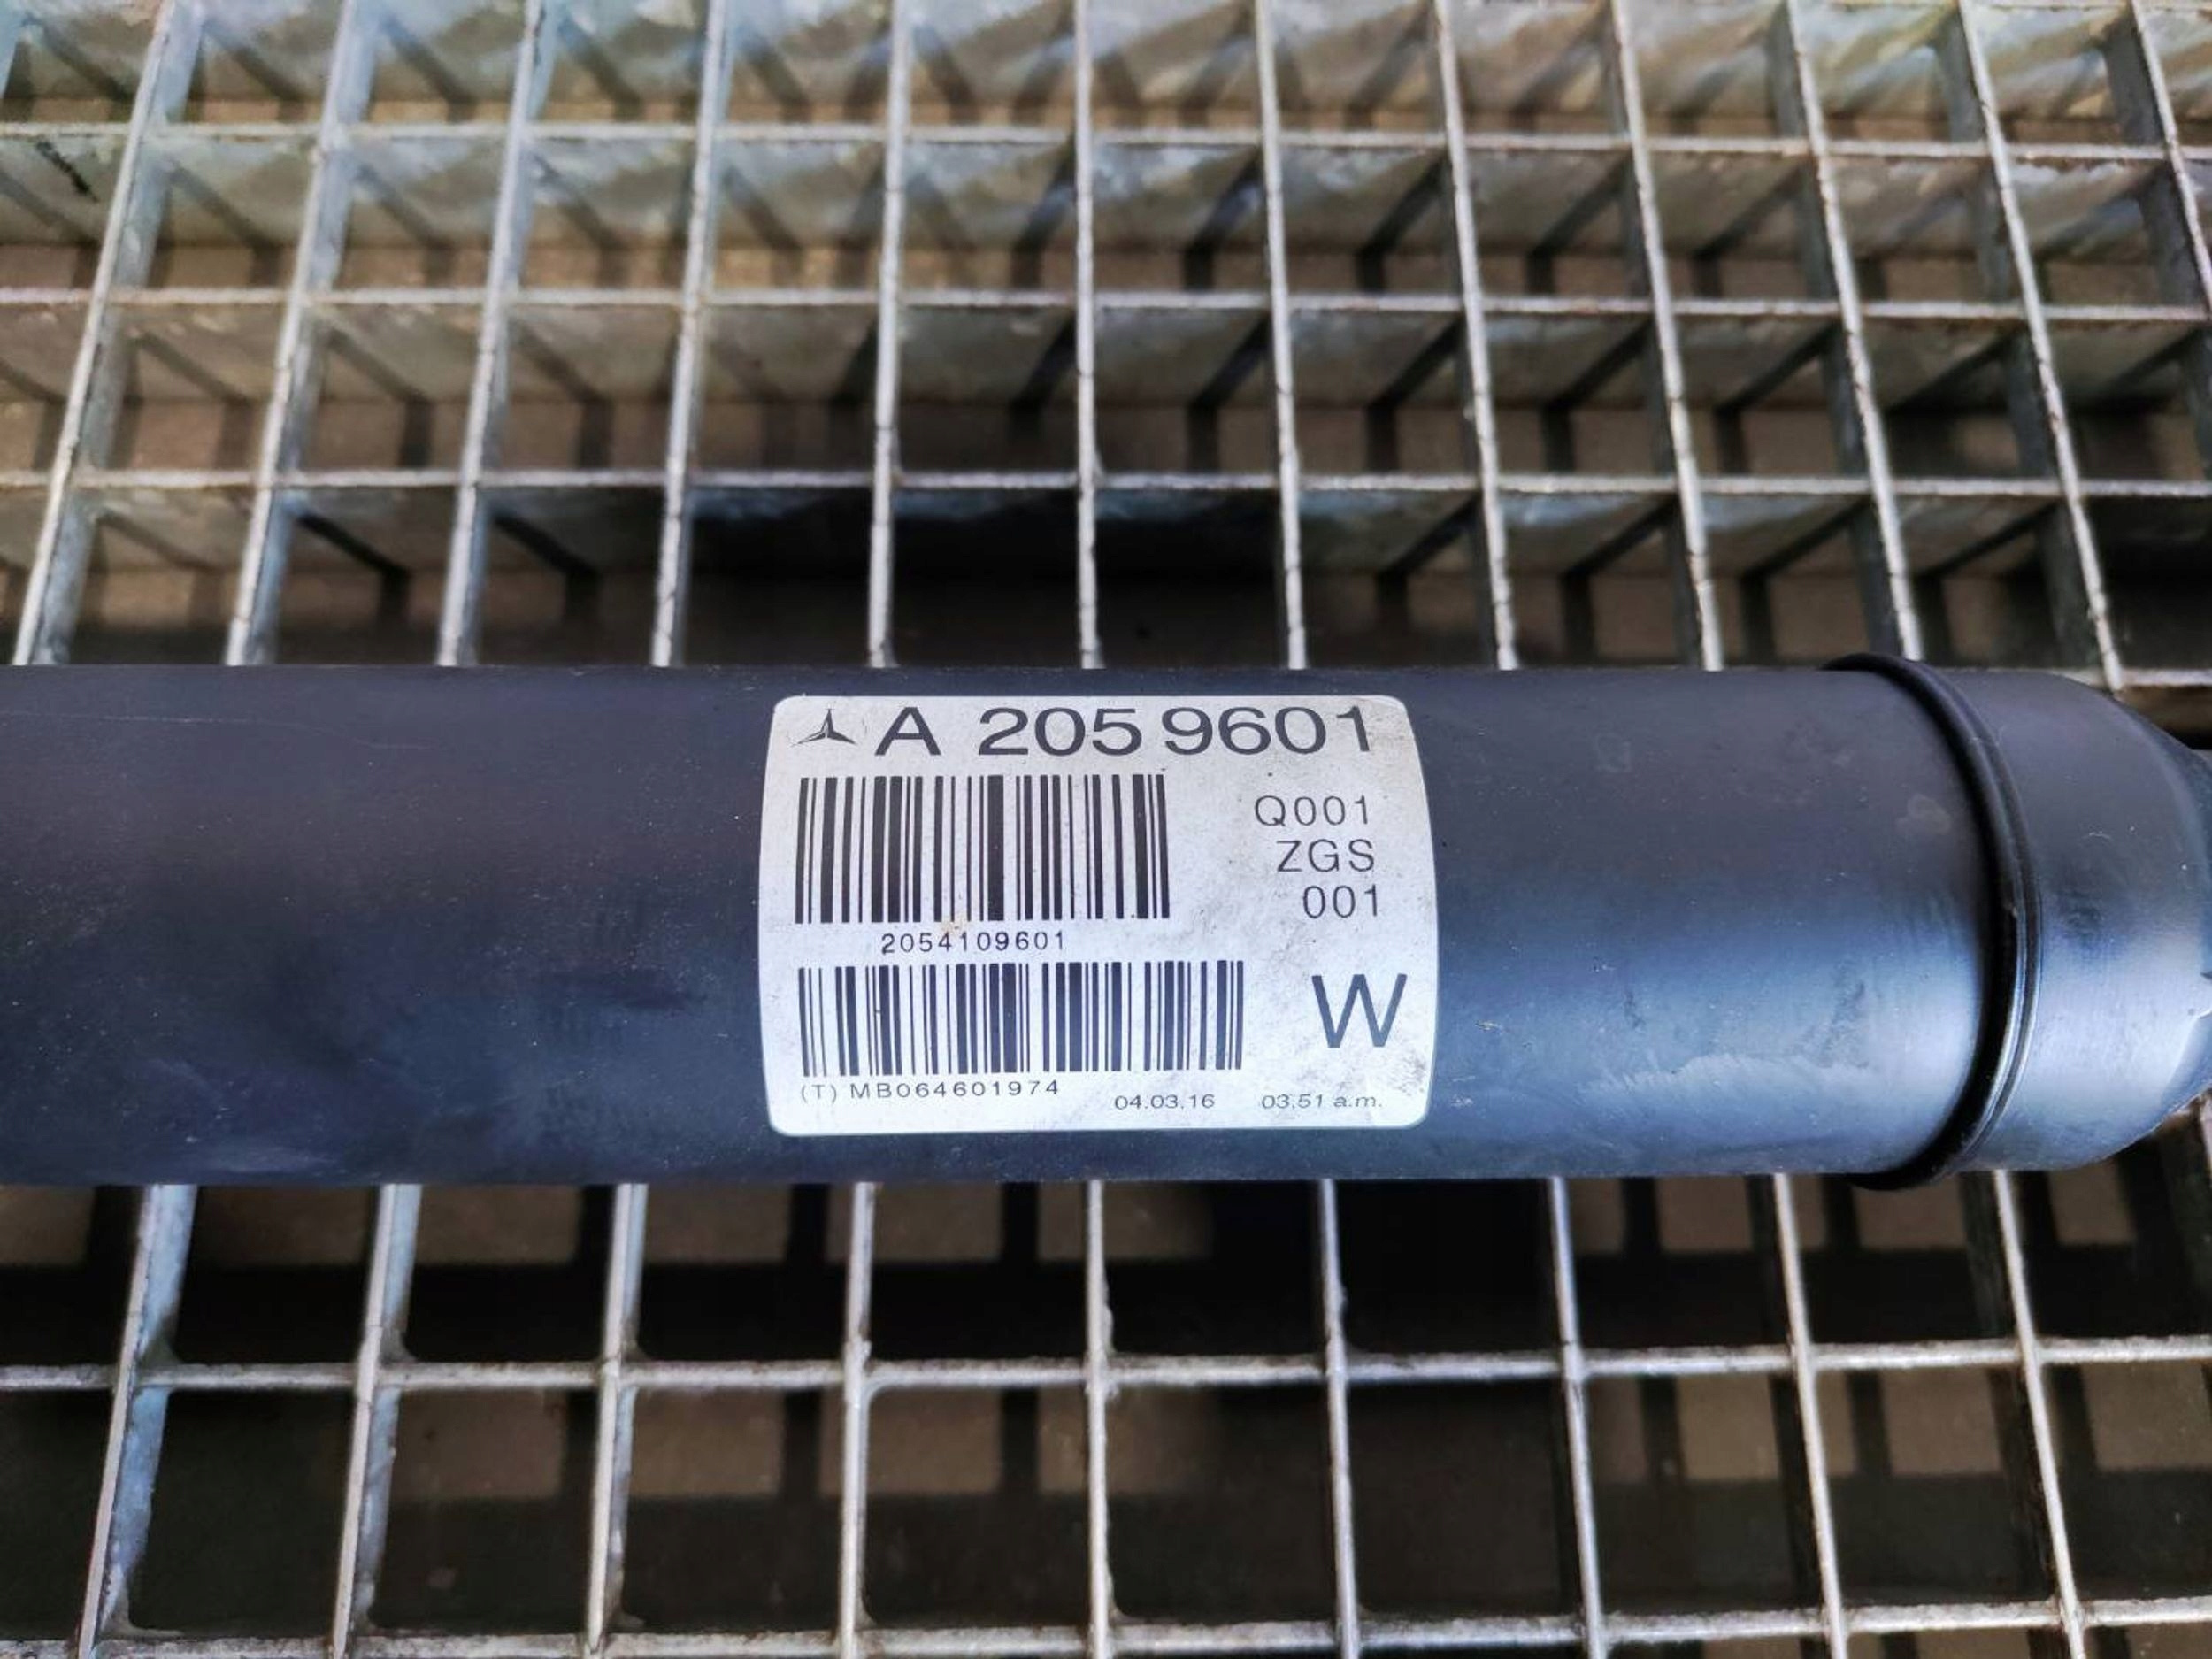 A 205 9601
Q001
ZGS
001
2054109601
W
(T) MB064601974
04.03.16 03.51 a.m.